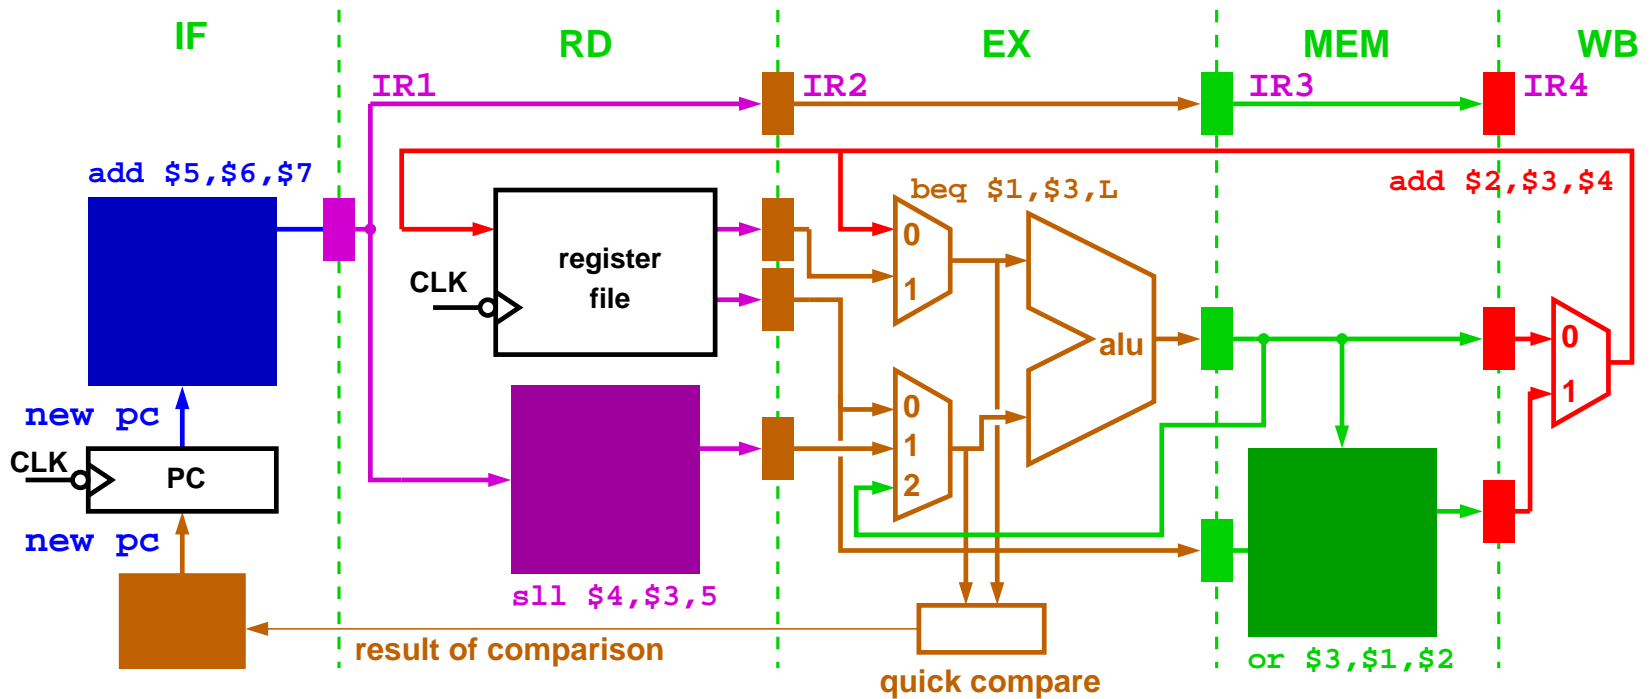 IF
RD
EX
MEM
WB
IR1
IR2
IR3
IR4
add $5,$6,$7
beq $1,$3,L
add $2,$3,$4
0
1
register
file
CLK
alu
0
1
new pc
0
1
2
CLK
PC
new pc
sll $4,$3,5
result of comparison
quick compare
or $3,$1,$2